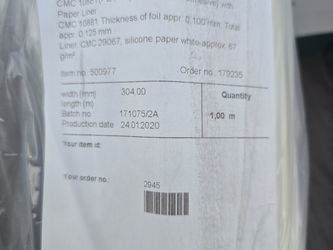 Paper Liner
CMC 10881 Thickness of foil appr. 0,100 mm, Total
appr. 0,125 mm
Liner: CMC 29067, silicone paper white approx. 67
g/m²
Item no.: 500977 Order no.: 179235
width (mm) 304.00 Quantity
length (m)
Batch no. 171075/2A 1,00 m
Production date 24.01.2020
Your item id:
Your order no.: 2945